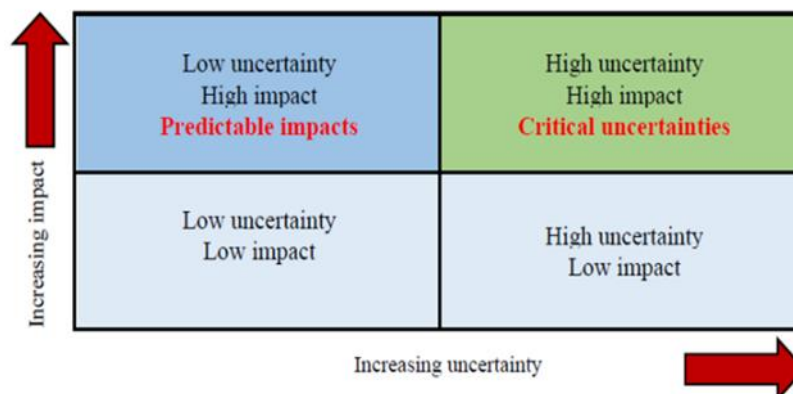 Low uncertainty
High impact
Predictable impacts
High uncertainty
High impact
Critical uncertainties
Increasing impact
Low uncertainty
Low impact
High uncertainty
Low impact
Increasing uncertainty